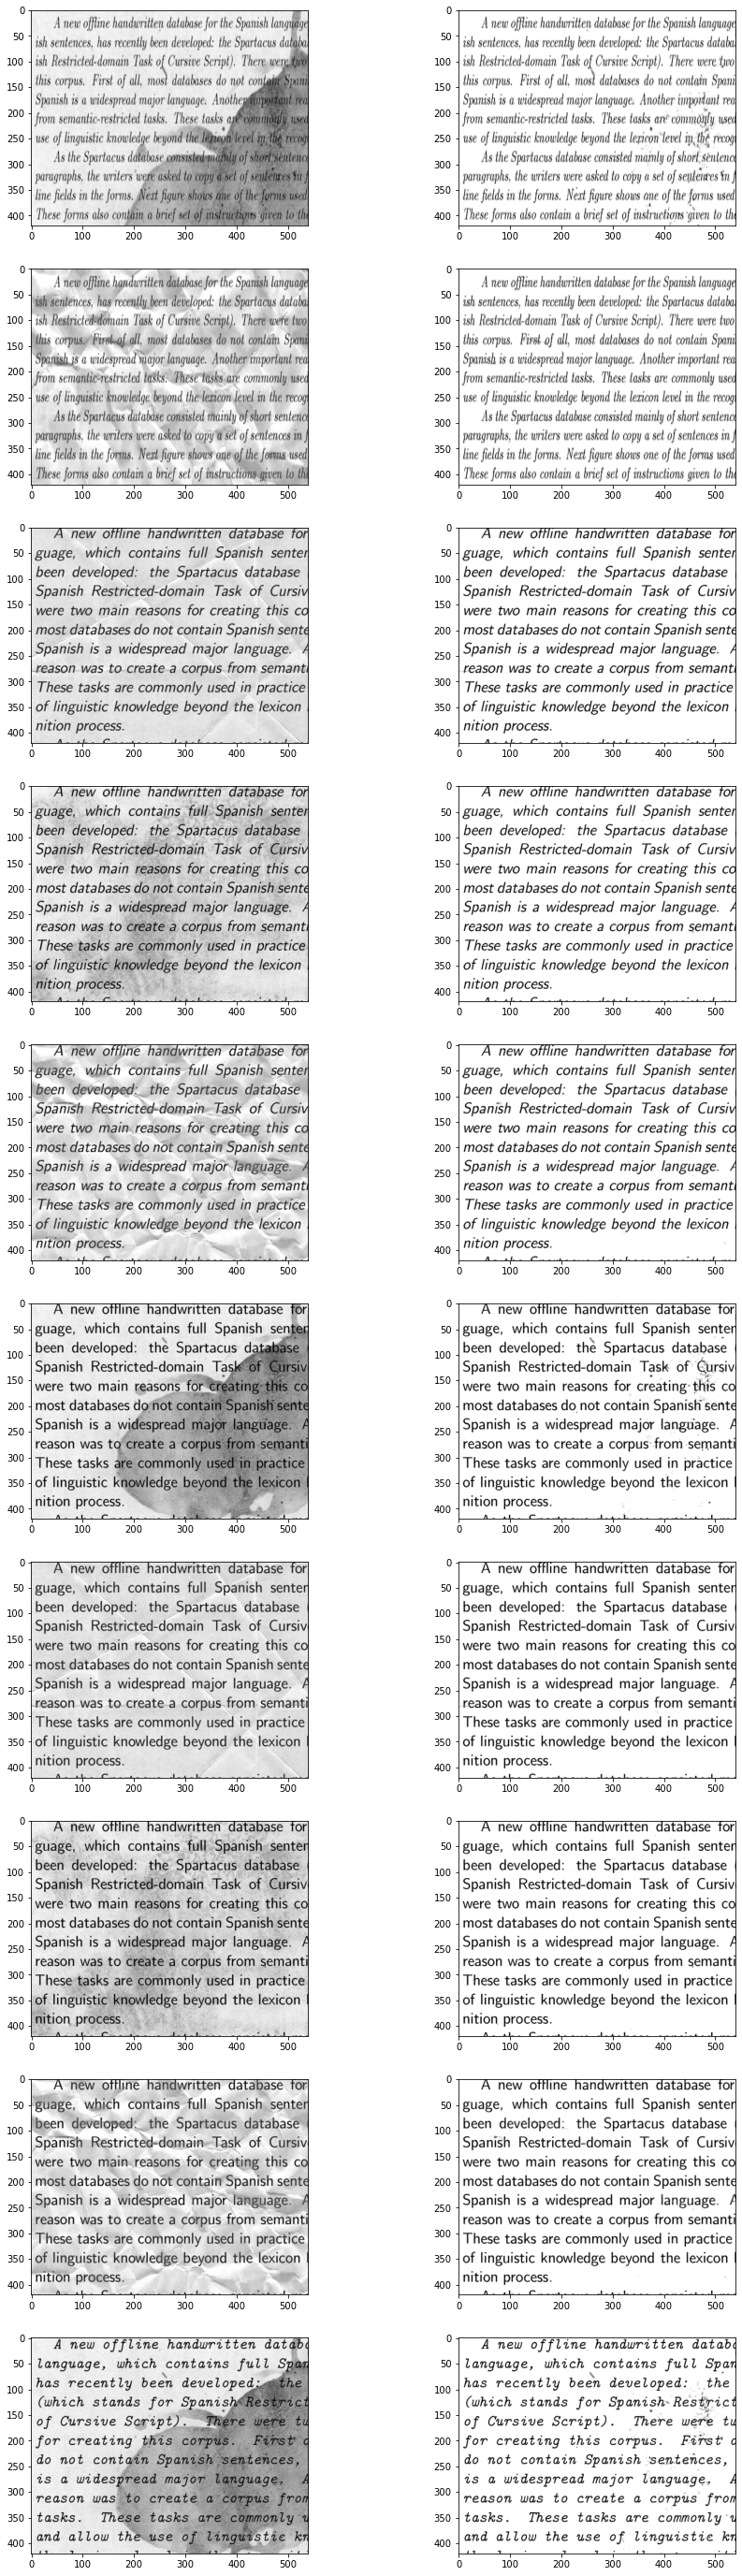 0 50 100 150 200 250 300 350 400
A new offline handwritten database for the Spanish language
ish sentences, has recently been developed: the Spartacus databa
ish Restricted-domain Task of Cursive Script). There were two
this corpus. First of all, most databases do not contain Spani
Spanish is a widespread major language. Another important rea
from semantic-restricted tasks. These tasks are commonly used
use of linguistic knowledge beyond the lexicon level in the recog
As the Spartacus database consisted mainly of short sentence
paragraphs, the writers were asked to copy a set of sentences in f
line fields in the forms. Next figure shows one of the forms used
These forms also contain a brief set of instructions given to the
0 100 200 300 400 500
0 50 100 150 200 250 300 350 400
A new offline handwritten database for the Spanish language
ish sentences, has recently been developed: the Spartacus databa
ish Restricted-domain Task of Cursive Script). There were two
this corpus. First of all, most databases do not contain Spani
Spanish is a widespread major language. Another important rea
from semantic-restricted tasks. These tasks are commonly used
use of linguistic knowledge beyond the lexicon level in the recog
As the Spartacus database consisted mainly of short sentence
paragraphs, the writers were asked to copy a set of sentences in f
line fields in the forms. Next figure shows one of the forms used
These forms also contain a brief set of instructions given to the
0 100 200 300 400 500
0 50 100 150 200 250 300 350 400
A new offline handwritten database for the Spanish language
ish sentences, has recently been developed: the Spartacus databa
ish Restricted-domain Task of Cursive Script). There were two
this corpus. First of all, most databases do not contain Spani
Spanish is a widespread major language. Another important rea
from semantic-restricted tasks. These tasks are commonly used
use of linguistic knowledge beyond the lexicon level in the recog
As the Spartacus database consisted mainly of short sentence
paragraphs, the writers were asked to copy a set of sentences in f
line fields in the forms. Next figure shows one of the forms used
These forms also contain a brief set of instructions given to the
0 100 200 300 400 500
0 50 100 150 200 250 300 350 400
A new offline handwritten database for the Spanish language
ish sentences, has recently been developed: the Spartacus databa
ish Restricted-domain Task of Cursive Script). There were two
this corpus. First of all, most databases do not contain Spani
Spanish is a widespread major language. Another important rea
from semantic-restricted tasks. These tasks are commonly used
use of linguistic knowledge beyond the lexicon level in the recog
As the Spartacus database consisted mainly of short sentence
paragraphs, the writers were asked to copy a set of sentences in f
line fields in the forms. Next figure shows one of the forms used
These forms also contain a brief set of instructions given to the
0 100 200 300 400 500
0 50 100 150 200 250 300 350 400
A new offline handwritten database for
guage, which contains full Spanish senten
been developed: the Spartacus database (
Spanish Restricted-domain Task of Cursiv
were two main reasons for creating this co
most databases do not contain Spanish sente
Spanish is a widespread major language. A
reason was to create a corpus from semanti
These tasks are commonly used in practice
of linguistic knowledge beyond the lexicon l
nition process.
0 100 200 300 400 500
0 50 100 150 200 250 300 350 400
A new offline handwritten database for
guage, which contains full Spanish senten
been developed: the Spartacus database (
Spanish Restricted-domain Task of Cursiv
were two main reasons for creating this co
most databases do not contain Spanish sente
Spanish is a widespread major language. A
reason was to create a corpus from semanti
These tasks are commonly used in practice
of linguistic knowledge beyond the lexicon l
nition process.
0 100 200 300 400 500
0 50 100 150 200 250 300 350 400
A new offline handwritten database for
guage, which contains full Spanish senten
been developed: the Spartacus database (
Spanish Restricted-domain Task of Cursiv
were two main reasons for creating this co
most databases do not contain Spanish sente
Spanish is a widespread major language. A
reason was to create a corpus from semanti
These tasks are commonly used in practice
of linguistic knowledge beyond the lexicon l
nition process.
0 100 200 300 400 500
0 50 100 150 200 250 300 350 400
A new offline handwritten database for
guage, which contains full Spanish senten
been developed: the Spartacus database (
Spanish Restricted-domain Task of Cursiv
were two main reasons for creating this co
most databases do not contain Spanish sente
Spanish is a widespread major language. A
reason was to create a corpus from semanti
These tasks are commonly used in practice
of linguistic knowledge beyond the lexicon l
nition process.
0 100 200 300 400 500
0 50 100 150 200 250 300 350 400
A new offline handwritten database for
guage, which contains full Spanish senten
been developed: the Spartacus database (
Spanish Restricted-domain Task of Cursiv
were two main reasons for creating this co
most databases do not contain Spanish sente
Spanish is a widespread major language. A
reason was to create a corpus from semanti
These tasks are commonly used in practice
of linguistic knowledge beyond the lexicon l
nition process.
0 100 200 300 400 500
0 50 100 150 200 250 300 350 400
A new offline handwritten database for
guage, which contains full Spanish senten
been developed: the Spartacus database (
Spanish Restricted-domain Task of Cursiv
were two main reasons for creating this co
most databases do not contain Spanish sente
Spanish is a widespread major language. A
reason was to create a corpus from semanti
These tasks are commonly used in practice
of linguistic knowledge beyond the lexicon l
nition process.
0 100 200 300 400 500
0 50 100 150 200 250 300 350 400
A new offline handwritten database for
guage, which contains full Spanish senten
been developed: the Spartacus database (
Spanish Restricted-domain Task of Cursiv
were two main reasons for creating this co
most databases do not contain Spanish sente
Spanish is a widespread major language. A
reason was to create a corpus from semanti
These tasks are commonly used in practice
of linguistic knowledge beyond the lexicon l
nition process.
0 100 200 300 400 500
0 50 100 150 200 250 300 350 400
A new offline handwritten database for
guage, which contains full Spanish senten
been developed: the Spartacus database (
Spanish Restricted-domain Task of Cursiv
were two main reasons for creating this co
most databases do not contain Spanish sente
Spanish is a widespread major language. A
reason was to create a corpus from semanti
These tasks are commonly used in practice
of linguistic knowledge beyond the lexicon l
nition process.
0 100 200 300 400 500
0 50 100 150 200 250 300 350 400
A new offline handwritten database for
guage, which contains full Spanish senten
been developed: the Spartacus database (
Spanish Restricted-domain Task of Cursiv
were two main reasons for creating this co
most databases do not contain Spanish sente
Spanish is a widespread major language. A
reason was to create a corpus from semanti
These tasks are commonly used in practice
of linguistic knowledge beyond the lexicon l
nition process.
0 100 200 300 400 500
0 50 100 150 200 250 300 350 400
A new offline handwritten database for
guage, which contains full Spanish senten
been developed: the Spartacus database (
Spanish Restricted-domain Task of Cursiv
were two main reasons for creating this co
most databases do not contain Spanish sente
Spanish is a widespread major language. A
reason was to create a corpus from semanti
These tasks are commonly used in practice
of linguistic knowledge beyond the lexicon l
nition process.
0 100 200 300 400 500
0 50 100 150 200 250 300 350 400
A new offline handwritten database for
guage, which contains full Spanish senten
been developed: the Spartacus database (
Spanish Restricted-domain Task of Cursiv
were two main reasons for creating this co
most databases do not contain Spanish sente
Spanish is a widespread major language. A
reason was to create a corpus from semanti
These tasks are commonly used in practice
of linguistic knowledge beyond the lexicon l
nition process.
0 100 200 300 400 500
0 50 100 150 200 250 300 350 400
A new offline handwritten database for
guage, which contains full Spanish senten
been developed: the Spartacus database (
Spanish Restricted-domain Task of Cursiv
were two main reasons for creating this co
most databases do not contain Spanish sente
Spanish is a widespread major language. A
reason was to create a corpus from semanti
These tasks are commonly used in practice
of linguistic knowledge beyond the lexicon l
nition process.
0 100 200 300 400 500
0 50 100 150 200 250 300 350 400
A new offline handwritten database for
guage, which contains full Spanish senten
been developed: the Spartacus database (
Spanish Restricted-domain Task of Cursiv
were two main reasons for creating this co
most databases do not contain Spanish sente
Spanish is a widespread major language. A
reason was to create a corpus from semanti
These tasks are commonly used in practice
of linguistic knowledge beyond the lexicon l
nition process.
0 100 200 300 400 500
0 50 100 150 200 250 300 350 400
A new offline handwritten database for
guage, which contains full Spanish senten
been developed: the Spartacus database (
Spanish Restricted-domain Task of Cursiv
were two main reasons for creating this co
most databases do not contain Spanish sente
Spanish is a widespread major language. A
reason was to create a corpus from semanti
These tasks are commonly used in practice
of linguistic knowledge beyond the lexicon l
nition process.
0 100 200 300 400 500
0 50 100 150 200 250 300 350 400
A new offline handwritten databa
language, which contains full Span
has recently been developed: the
(which stands for Spanish Restrict
of Cursive Script). There were tw
for creating this corpus. First o
do not contain Spanish sentences,
is a widespread major language. A
reason was to create a corpus from
tasks. These tasks are commonly u
and allow the use of linguistic kn
0 100 200 300 400 500
0 50 100 150 200 250 300 350 400
A new offline handwritten databa
language, which contains full Span
has recently been developed: the
(which stands for Spanish Restrict
of Cursive Script). There were tw
for creating this corpus. First o
do not contain Spanish sentences,
is a widespread major language. A
reason was to create a corpus from
tasks. These tasks are commonly u
and allow the use of linguistic kn
0 100 200 300 400 500